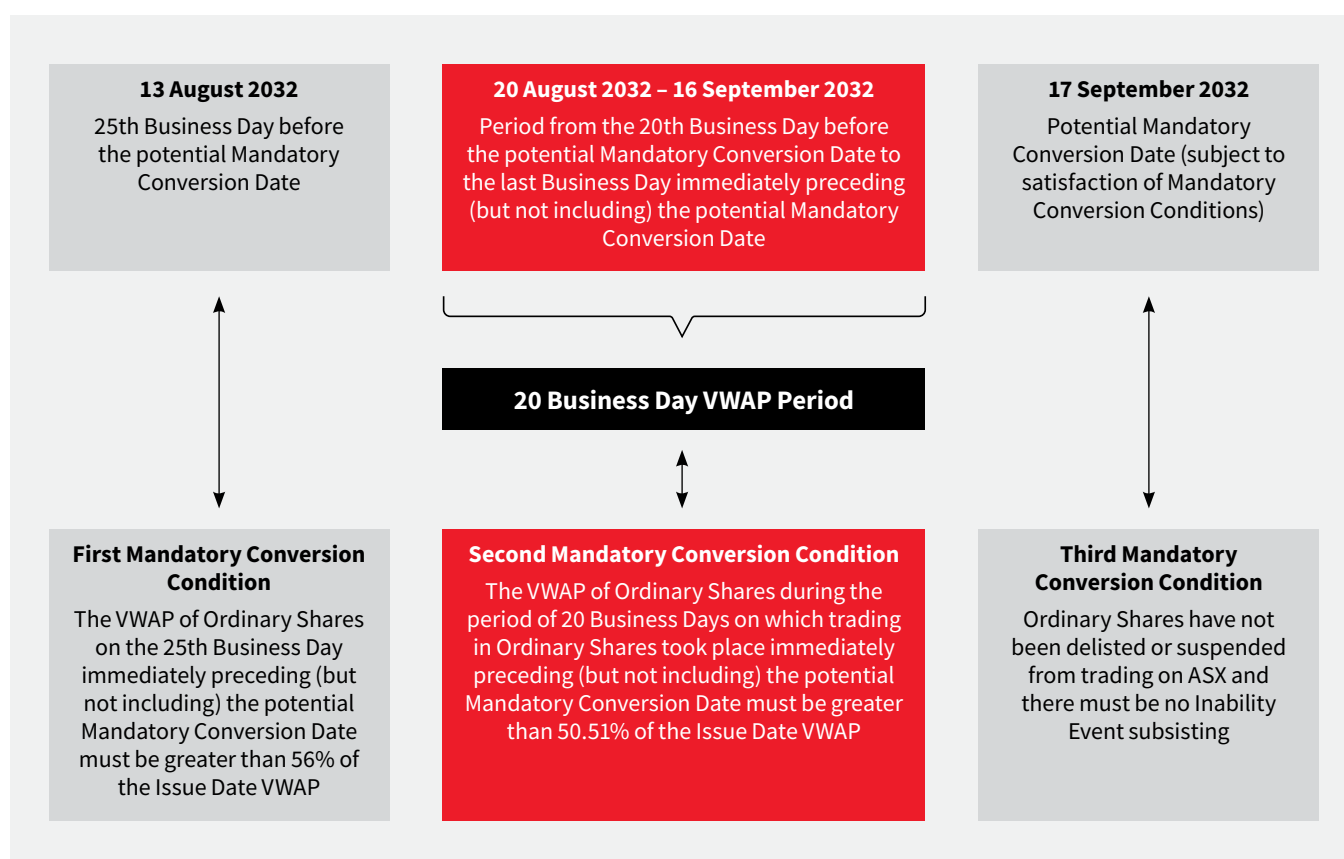 13 August 2032
25th Business Day before
the potential Mandatory
Conversion Date
20 August 2032 – 16 September 2032
Period from the 20th Business Day before
the potential Mandatory Conversion Date to
the last Business Day immediately preceding
(but not including) the potential Mandatory
Conversion Date
17 September 2032
Potential Mandatory
Conversion Date (subject to
satisfaction of Mandatory
Conversion Conditions)
20 Business Day VWAP Period
First Mandatory Conversion
Condition
The VWAP of Ordinary Shares
on the 25th Business Day
immediately preceding (but
not including) the potential
Mandatory Conversion Date
must be greater than 56% of
the Issue Date VWAP
Second Mandatory Conversion Condition
The VWAP of Ordinary Shares during the
period of 20 Business Days on which trading
in Ordinary Shares took place immediately
preceding (but not including) the potential
Mandatory Conversion Date must be greater
than 50.51% of the Issue Date VWAP
Third Mandatory
Conversion Condition
Ordinary Shares have not
been delisted or suspended
from trading on ASX and
there must be no Inability
Event subsisting